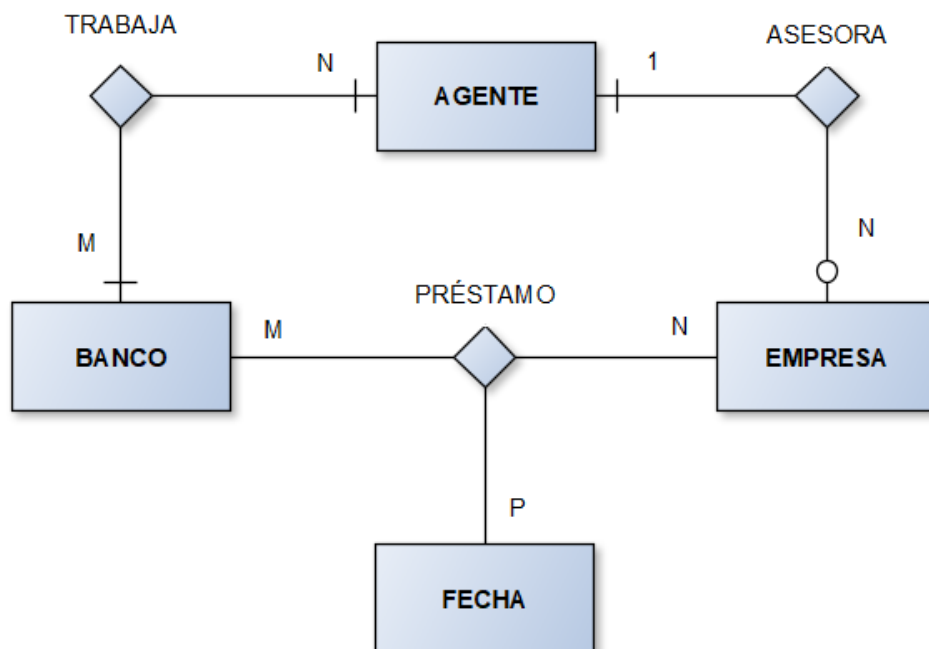 TRABAJA
ASESORA
N
1
AGENTE
M
N
PRÉSTAMO
M
N
BANCO
EMPRESA
P
FECHA